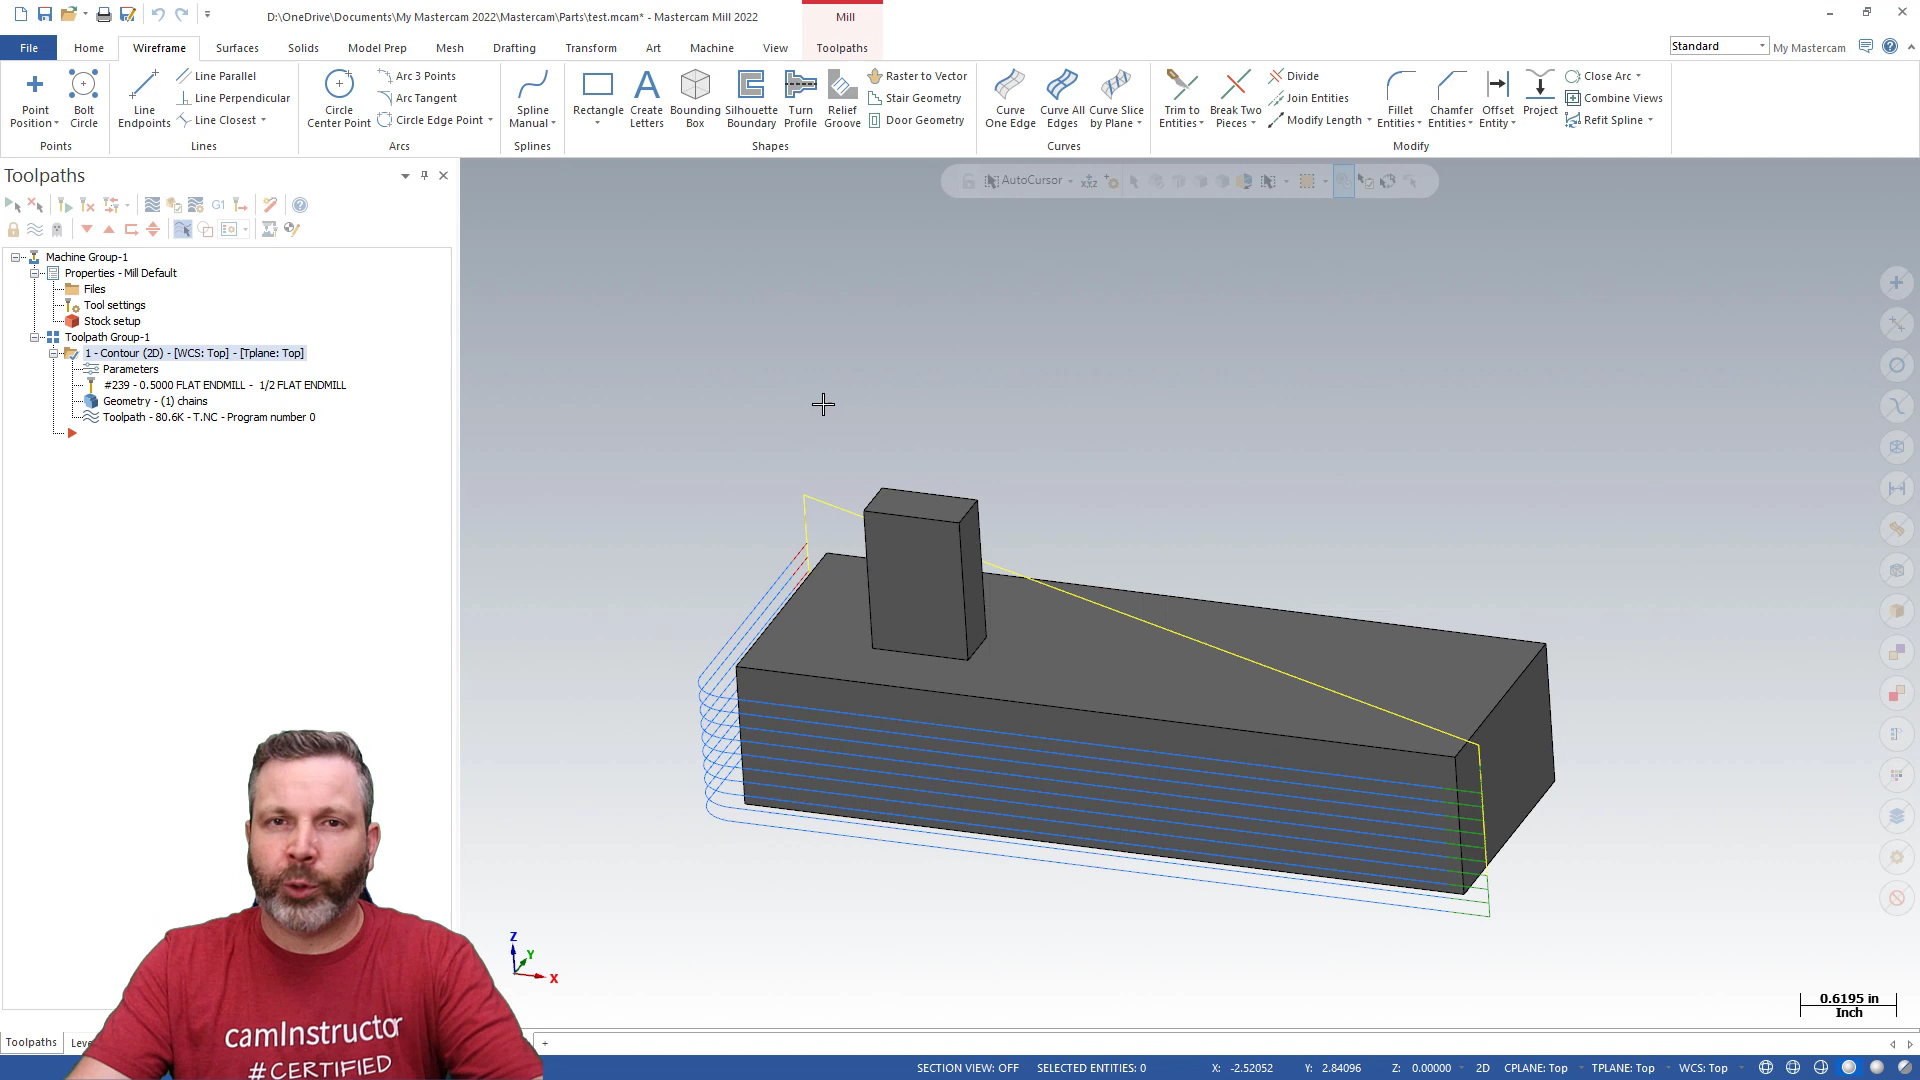 D:\OneDrive\Documents\My Mastercam 2022\Mastercam\Parts\test.mcam* - Mastercam Mill 2022
Mill
File
Home
Wireframe
Surfaces
Solids
Model Prep
Mesh
Drafting
Transform
Art
Machine
View
Toolpaths
Standard
My Mastercam
Point Position
Bolt Circle
Points
Line Endpoints
Line Parallel
Line Perpendicular
Line Closest
Lines
Circle Center Point
Arc 3 Points
Arc Tangent
Circle Edge Point
Arcs
Spline Manual
Splines
Rectangle
Create Letters
Bounding Box
Silhouette Boundary
Turn Profile
Relief Groove
Raster to Vector
Stair Geometry
Door Geometry
Shapes
Curve One Edge
Curve All Edges
Curve Slice by Plane
Curves
Trim to Entities
Break Two Pieces
Divide
Join Entities
Modify Length
Fillet Entities
Chamfer Entities
Offset Entity
Project
Close Arc
Combine Views
Refit Spline
Modify
Toolpaths
G1
AutoCursor
XYZ
Machine Group-1
Properties - Mill Default
Files
Tool settings
Stock setup
Toolpath Group-1
1 - Contour (2D) - [WCS: Top] - [Tplane: Top]
Parameters
#239 - 0.5000 FLAT ENDMILL - 1/2 FLAT ENDMILL
Geometry - (1) chains
Toolpath - 80.6K - T.NC - Program number 0
Z
Y
X
0.6195 in
Inch
camInstructor
#CERTIFIED
Toolpaths
SECTION VIEW: OFF
SELECTED ENTITIES: 0
X: -2.52052
Y: 2.84096
Z: 0.00000
2D
CPLANE: Top
TPLANE: Top
WCS: Top